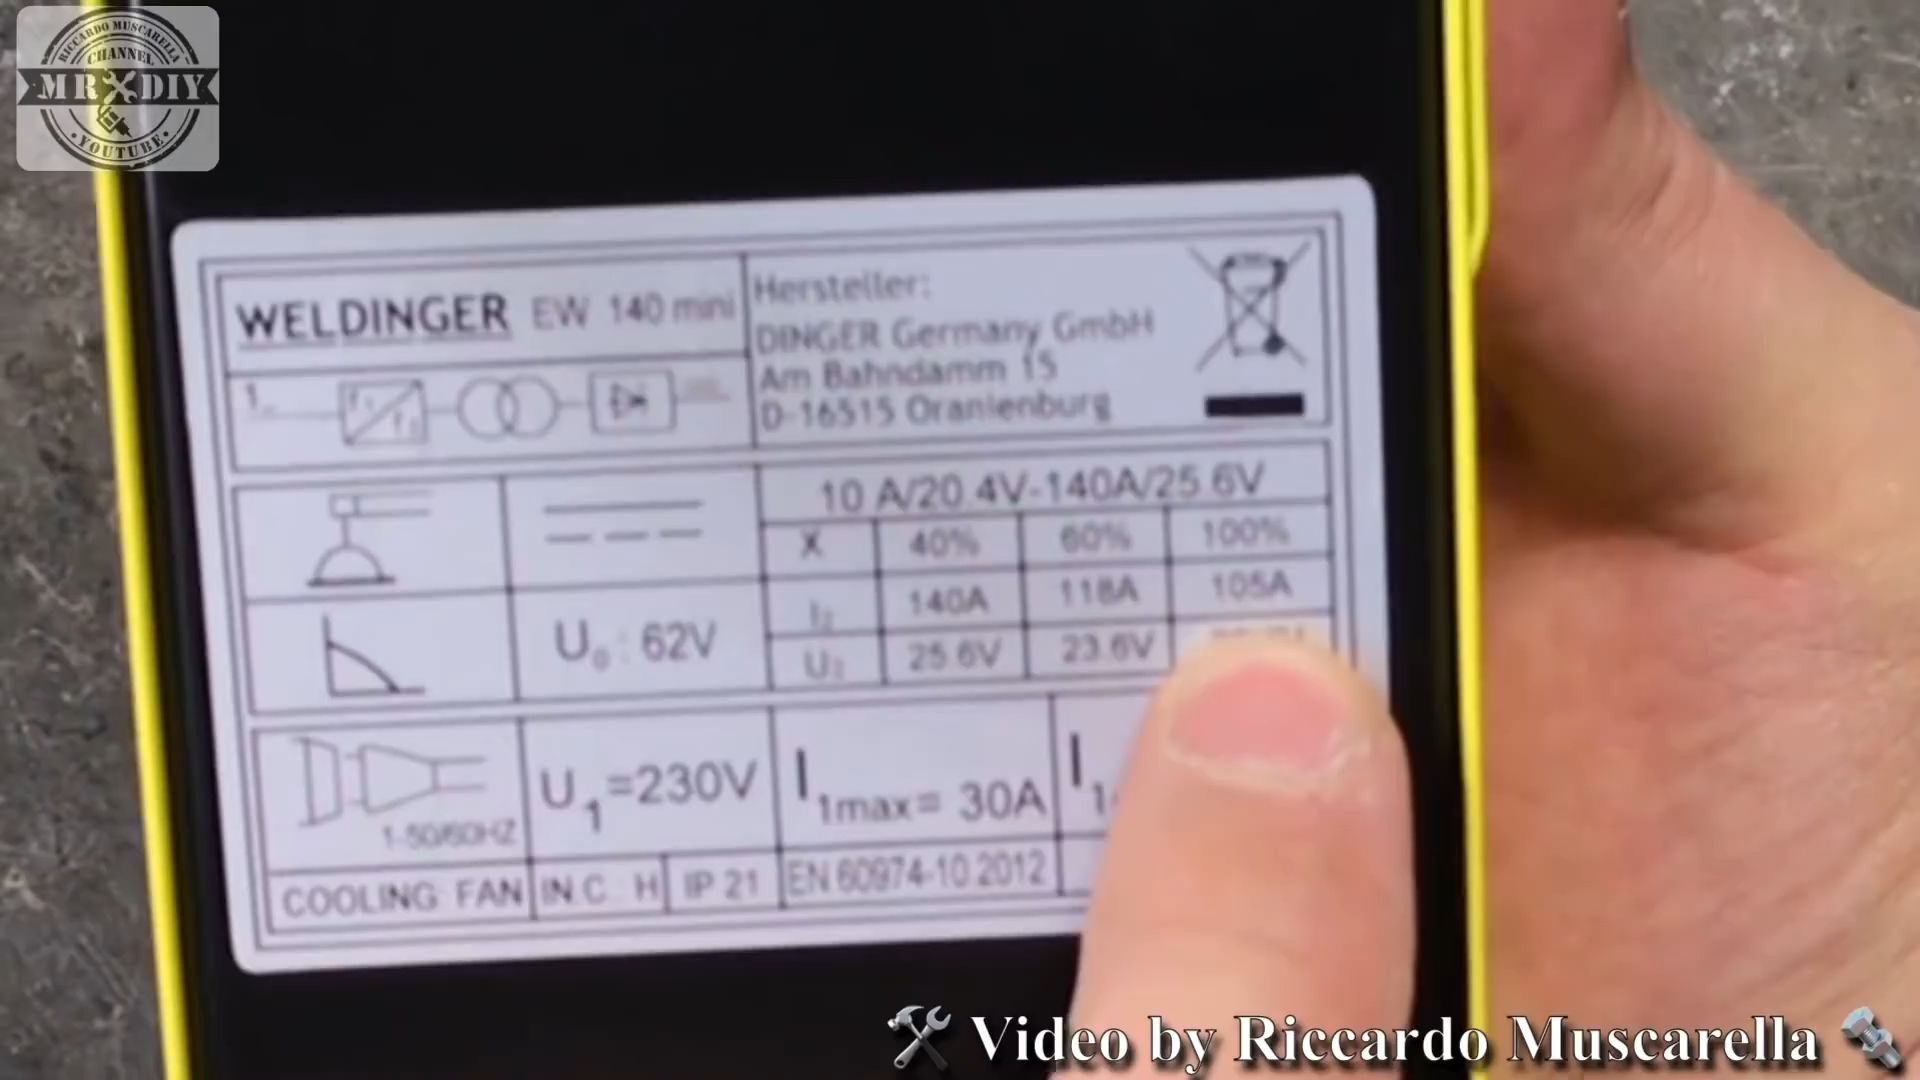 RICCARDO MUSCARELLA
CHANNEL
MR DIY
YOUTUBE
WELDINGER EW 140 mini
Hersteller:
DINGER Germany GmbH
Am Bahndamm 15
D-16515 Oranienburg
10 A/20.4V-140A/25.6V
X 40% 60% 100%
I2 140A 118A 105A
U0 : 62V
U2 25.6V 23.6V
U1=230V
I1max= 30A
I1
1-50/60HZ
COOLING FAN
IN.C : H
IP 21
EN 60974-10:2012
Video by Riccardo Muscarella